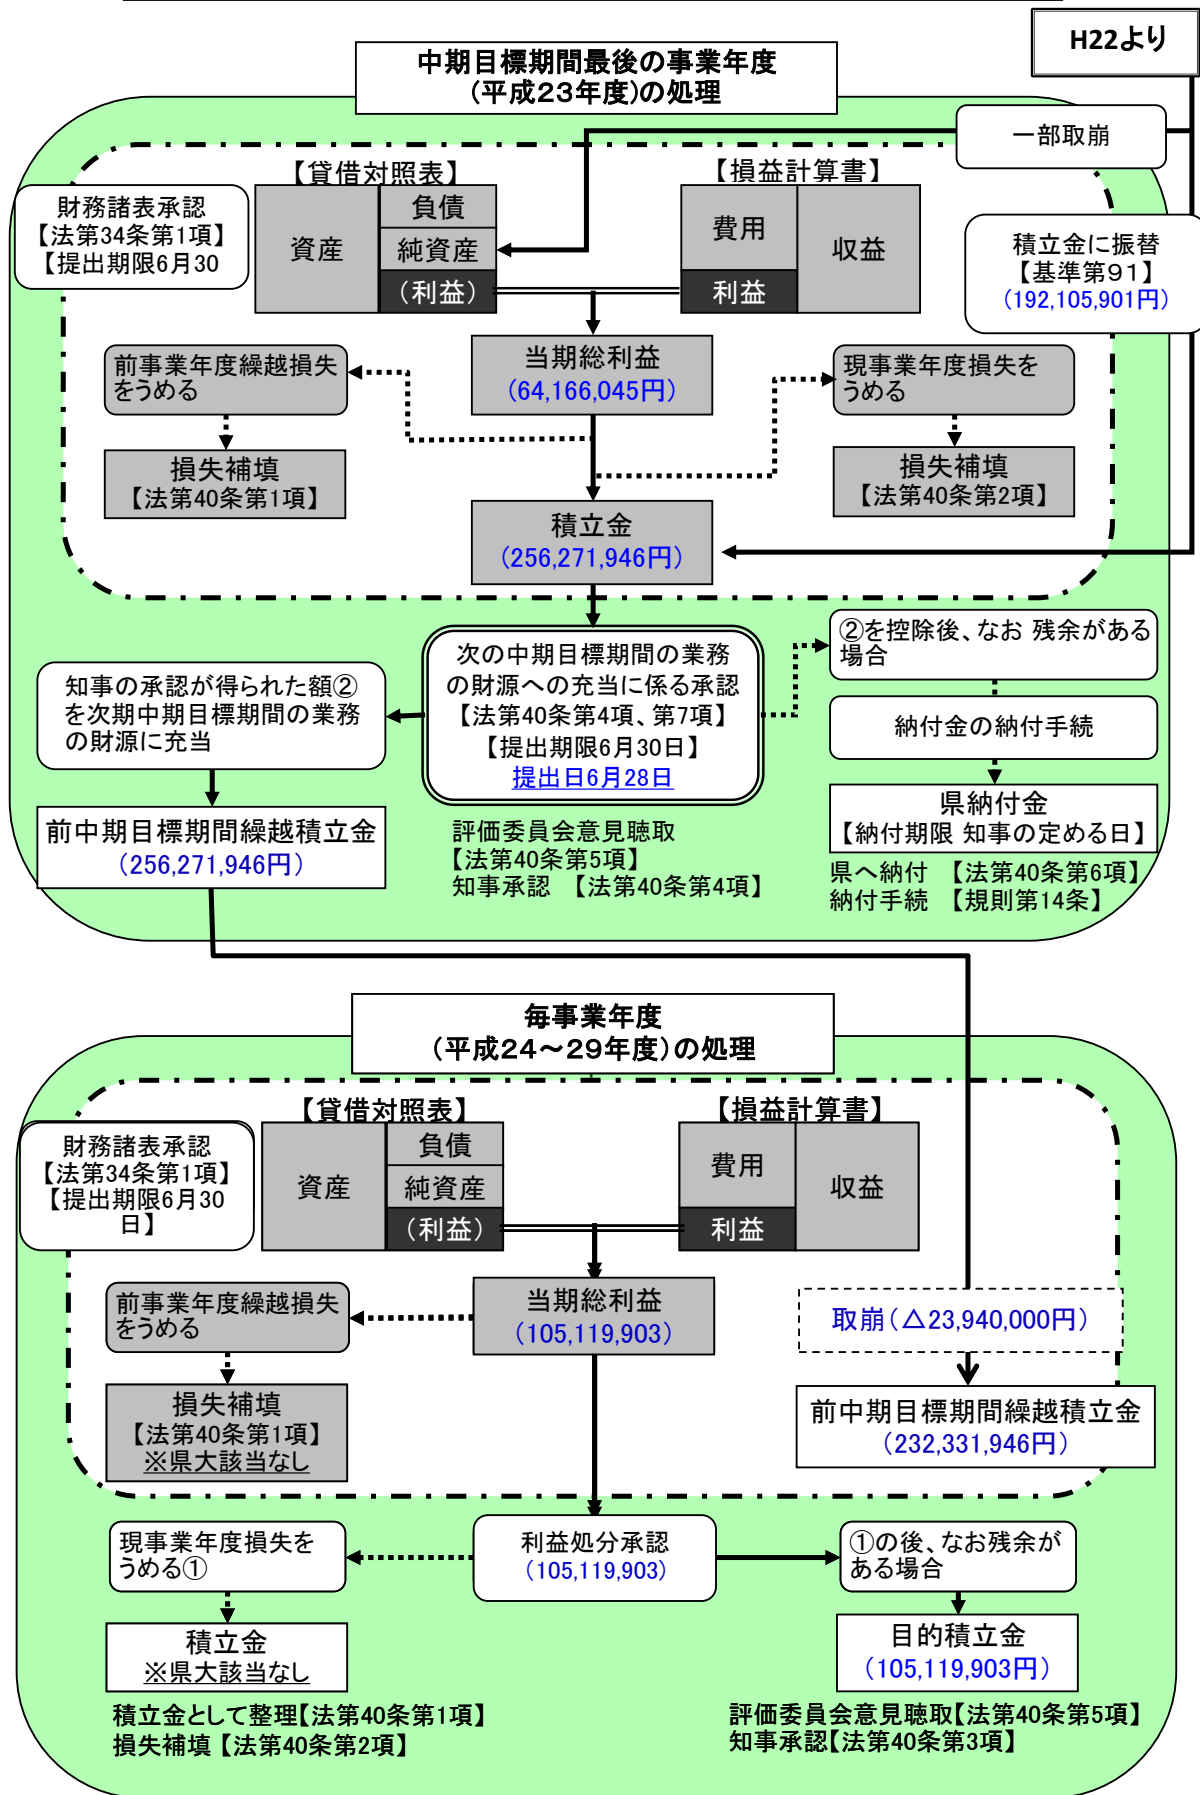 H22より
中期目標期間最後の事業年度
(平成23年度)の処理
一部取崩
【貸借対照表】
【損益計算書】
財務諸表承認
【法第34条第1項】
【提出期限6月30
資産
負債
純資産
(利益)
費用
利益
収益
積立金に振替
【基準第91】
(192,105,901円)
前事業年度繰越損失
をうめる
当期総利益
(64,166,045円)
現事業年度損失を
うめる
損失補填
【法第40条第1項】
損失補填
【法第40条第2項】
積立金
(256,271,946円)
次の中期目標期間の業務
の財源への充当に係る承認
【法第40条第4項、第7項】
【提出期限6月30日】
提出日6月28日
②を控除後、なお 残余がある
場合
知事の承認が得られた額②
を次期中期目標期間の業務
の財源に充当
納付金の納付手続
前中期目標期間繰越積立金
(256,271,946円)
県納付金
【納付期限 知事の定める日】
評価委員会意見聴取
【法第40条第5項】
知事承認 【法第40条第4項】
県へ納付 【法第40条第6項】
納付手続 【規則第14条】
毎事業年度
(平成24～29年度)の処理
【貸借対照表】
【損益計算書】
財務諸表承認
【法第34条第1項】
【提出期限6月30
日】
資産
負債
純資産
(利益)
費用
利益
収益
前事業年度繰越損失
をうめる
当期総利益
(105,119,903)
取崩(△23,940,000円)
損失補填
【法第40条第1項】
※県大該当なし
前中期目標期間繰越積立金
(232,331,946円)
現事業年度損失を
うめる①
利益処分承認
(105,119,903)
①の後、なお残余が
ある場合
積立金
※県大該当なし
目的積立金
(105,119,903円)
積立金として整理【法第40条第1項】
損失補填 【法第40条第2項】
評価委員会意見聴取【法第40条第5項】
知事承認【法第40条第3項】